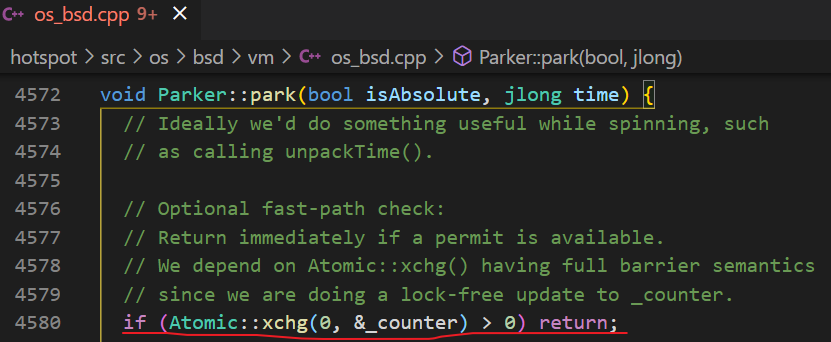 os_bsd.cpp 9+
hotspot > src > os > bsd > vm > os_bsd.cpp > Parker::park(bool, jlong)
4572 void Parker::park(bool isAbsolute, jlong time) {
4573 // Ideally we'd do something useful while spinning, such
4574 // as calling unpackTime().
4575
4576 // Optional fast-path check:
4577 // Return immediately if a permit is available.
4578 // We depend on Atomic::xchg() having full barrier semantics
4579 // since we are doing a lock-free update to _counter.
4580 if (Atomic::xchg(0, &_counter) > 0) return;